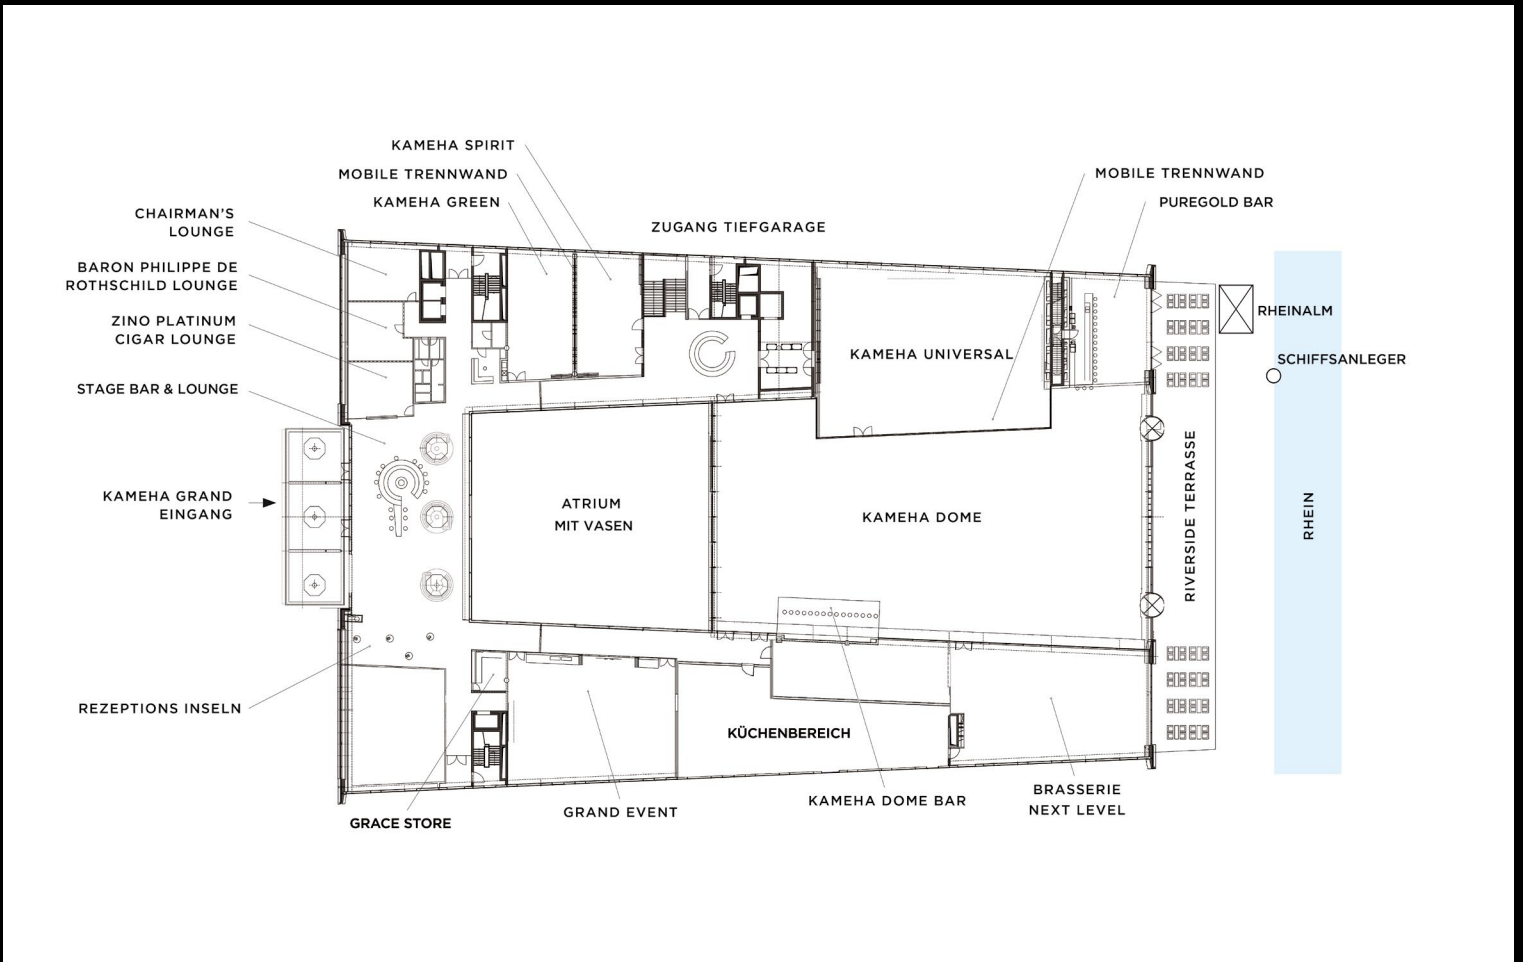 KAMEHA SPIRIT
MOBILE TRENNWAND
KAMEHA GREEN
MOBILE TRENNWAND
PUREGOLD BAR
CHAIRMAN'S
LOUNGE
ZUGANG TIEFGARAGE
BARON PHILIPPE DE
ROTHSCHILD LOUNGE
ZINO PLATINUM
CIGAR LOUNGE
RHEINALM
KAMEHA UNIVERSAL
SCHIFFSANLEGER
STAGE BAR & LOUNGE
KAMEHA GRAND
EINGANG
ATRIUM
MIT VASEN
KAMEHA DOME
RIVERSIDE TERRASSE
RHEIN
REZEPTIONS INSELN
KÜCHENBEREICH
GRACE STORE
GRAND EVENT
KAMEHA DOME BAR
BRASSERIE
NEXT LEVEL